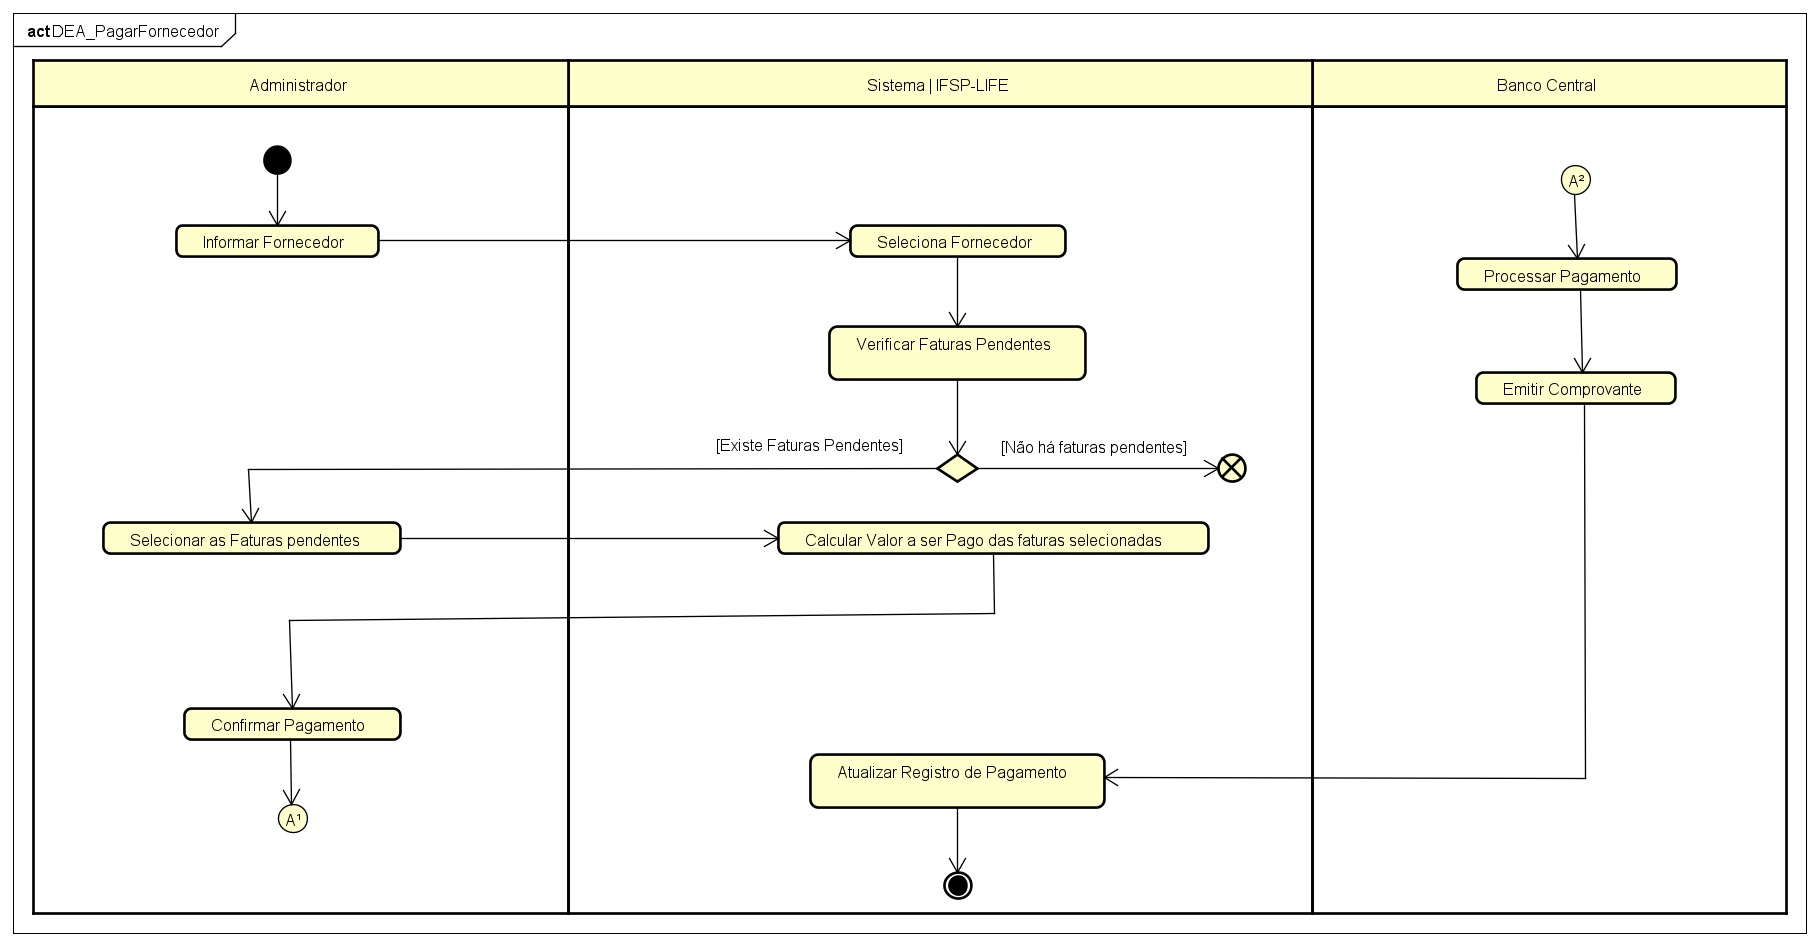 act DEA_PagarFornecedor
Administrador
Sistema | IFSP-LIFE
Banco Central
A²
Informar Fornecedor
Seleciona Fornecedor
Processar Pagamento
Verificar Faturas Pendentes
Emitir Comprovante
[Existe Faturas Pendentes]
[Não há faturas pendentes]
Selecionar as Faturas pendentes
Calcular Valor a ser Pago das faturas selecionadas
Confirmar Pagamento
Atualizar Registro de Pagamento
A¹